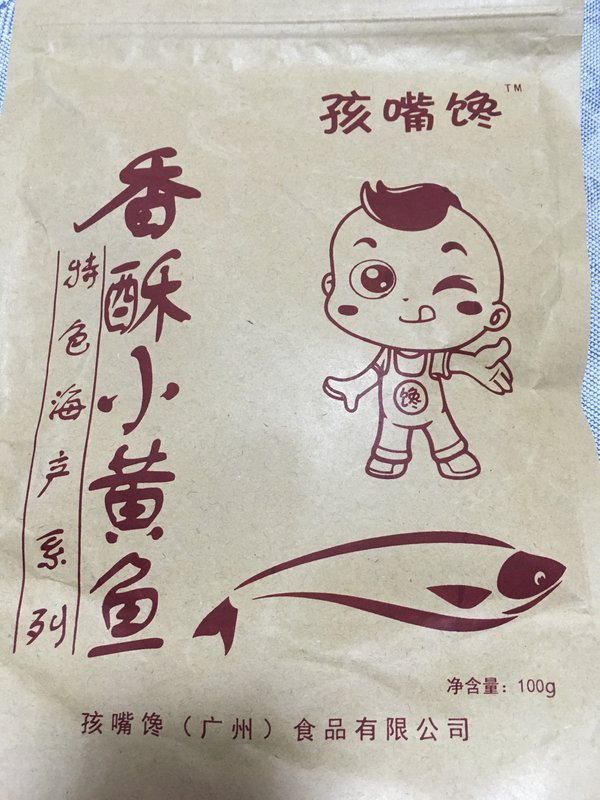 孩嘴馋™
香酥小黄鱼
特色海产系列
馋
净含量：100g
孩嘴馋（广州）食品有限公司